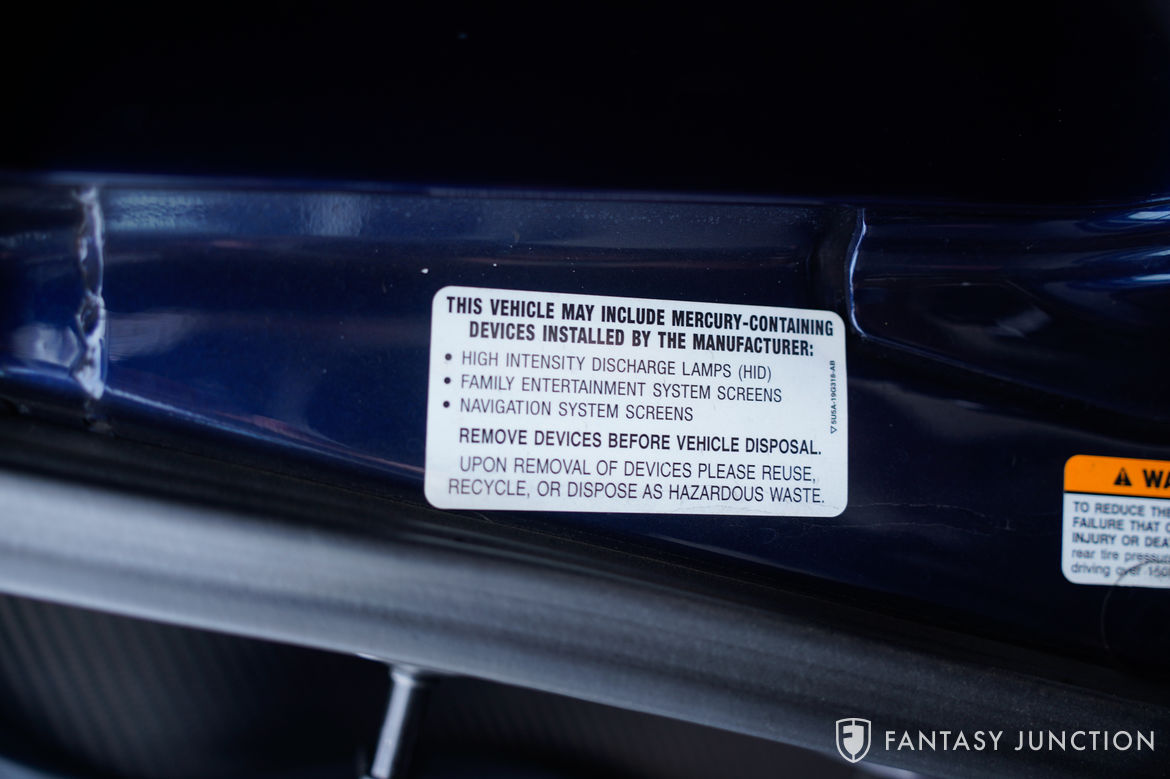 THIS VEHICLE MAY INCLUDE MERCURY-CONTAINING
DEVICES INSTALLED BY THE MANUFACTURER:
• HIGH INTENSITY DISCHARGE LAMPS (HID)
• FAMILY ENTERTAINMENT SYSTEM SCREENS
• NAVIGATION SYSTEM SCREENS
REMOVE DEVICES BEFORE VEHICLE DISPOSAL.
UPON REMOVAL OF DEVICES PLEASE REUSE,
RECYCLE, OR DISPOSE AS HAZARDOUS WASTE.
▽5U5A-19G318-AB
TO REDUCE THE
FAILURE THAT
INJURY OR
rear tire
driving over
FANTASY JUNCTION